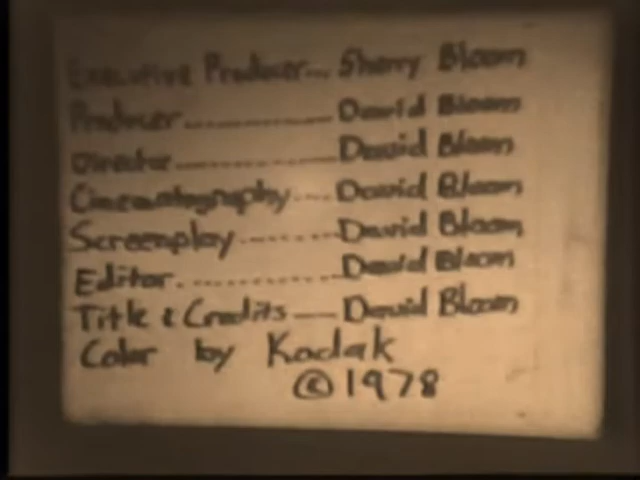 Executive Producer... Sherry Bloom
Producer............... David Bloom
Director................ David Bloom
Cinematography.... David Bloom
Screenplay.......... David Bloom
Editor............... David Bloom
Title & Credits — David Bloom
Color by Kodak
© 1978